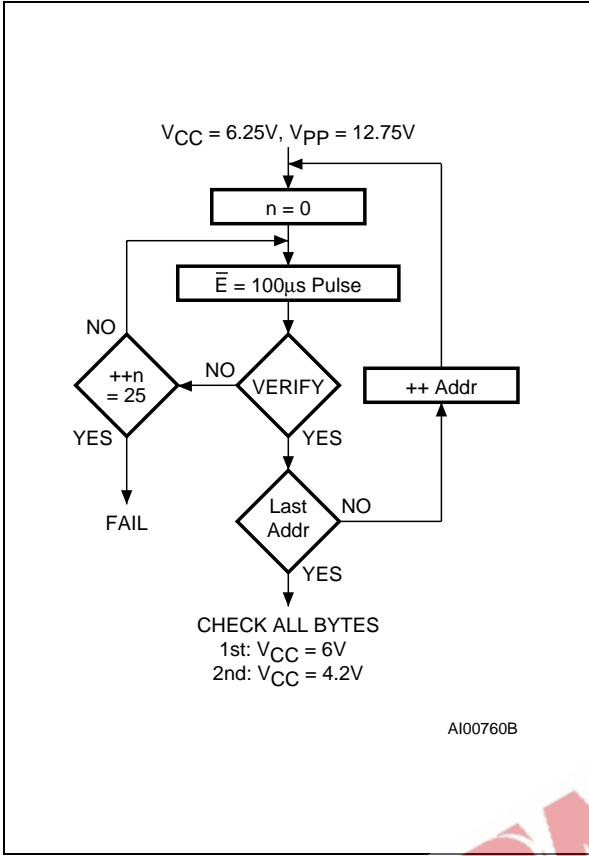 VCC = 6.25V, VPP = 12.75V
n = 0
E̅ = 100µs Pulse
NO
++n
= 25
NO
VERIFY
++ Addr
YES
YES
FAIL
Last
Addr
NO
YES
CHECK ALL BYTES
1st: VCC = 6V
2nd: VCC = 4.2V
AI00760B